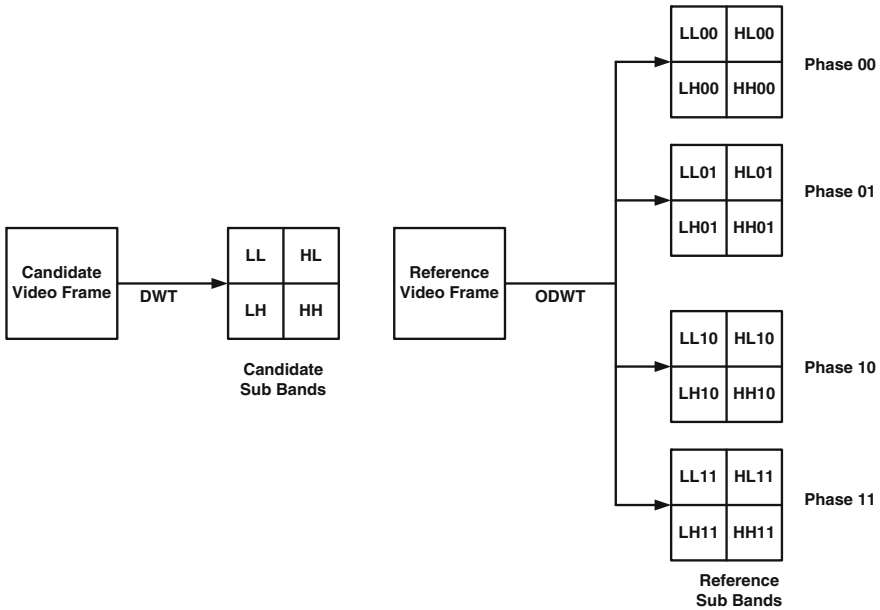 LL00 HL00
LH00 HH00
Phase 00
LL01 HL01
LH01 HH01
Phase 01
Candidate
Video Frame
DWT
LL HL
LH HH
Candidate
Sub Bands
Reference
Video Frame
ODWT
LL10 HL10
LH10 HH10
Phase 10
LL11 HL11
LH11 HH11
Phase 11
Reference
Sub Bands